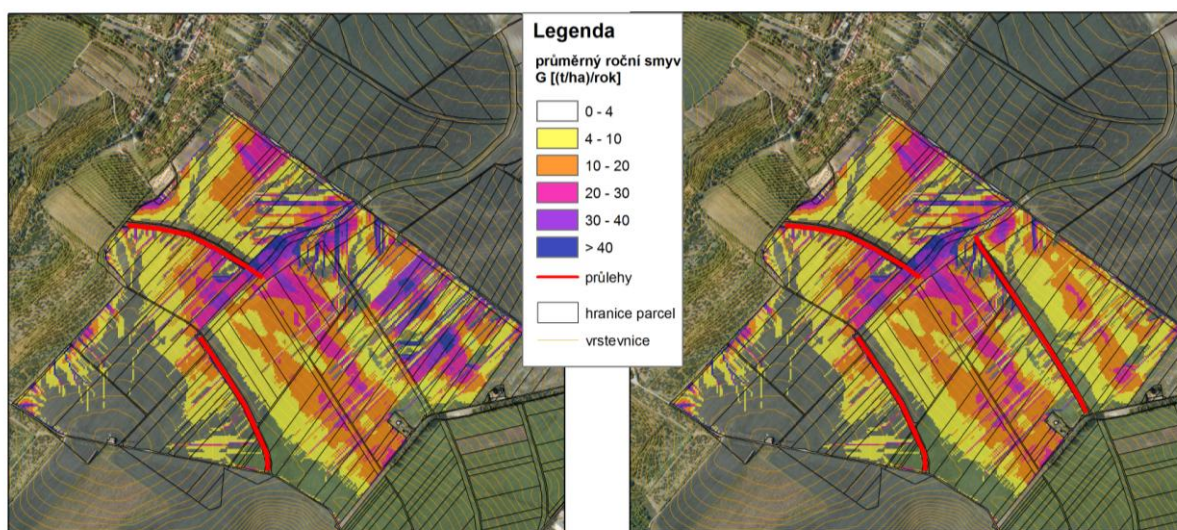 Legenda
průměrný roční smyv
G [(t/ha)/rok]
0 - 4
4 - 10
10 - 20
20 - 30
30 - 40
> 40
průlehy
hranice parcel
vrstevnice